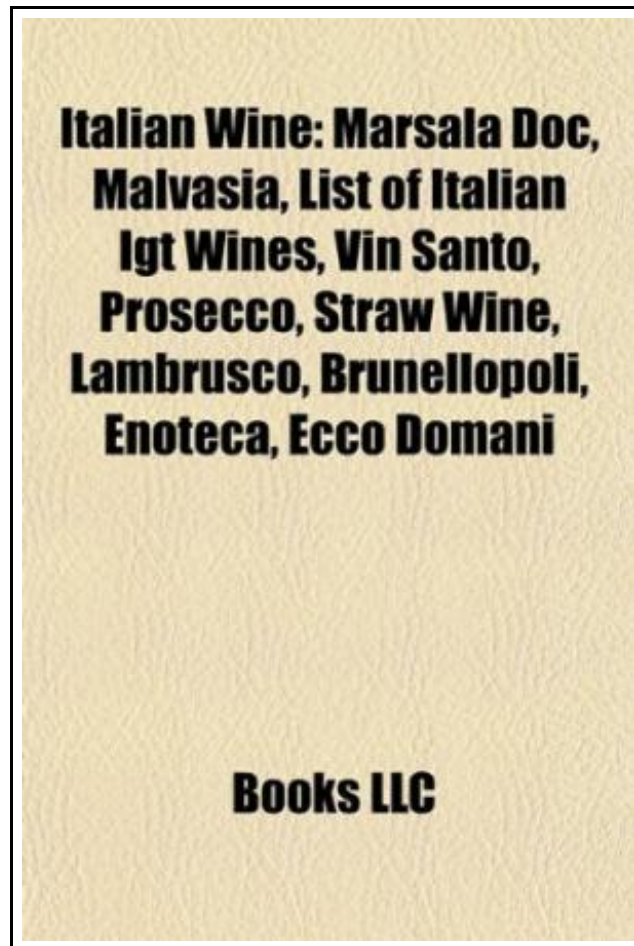 Italian Wine: Marsala Doc,
Malvasia, List of Italian
Igt Wines, Vin Santo,
Prosecco, Straw Wine,
Lambrusco, Brunellopoli,
Enoteca, Ecco Domani
Books LLC